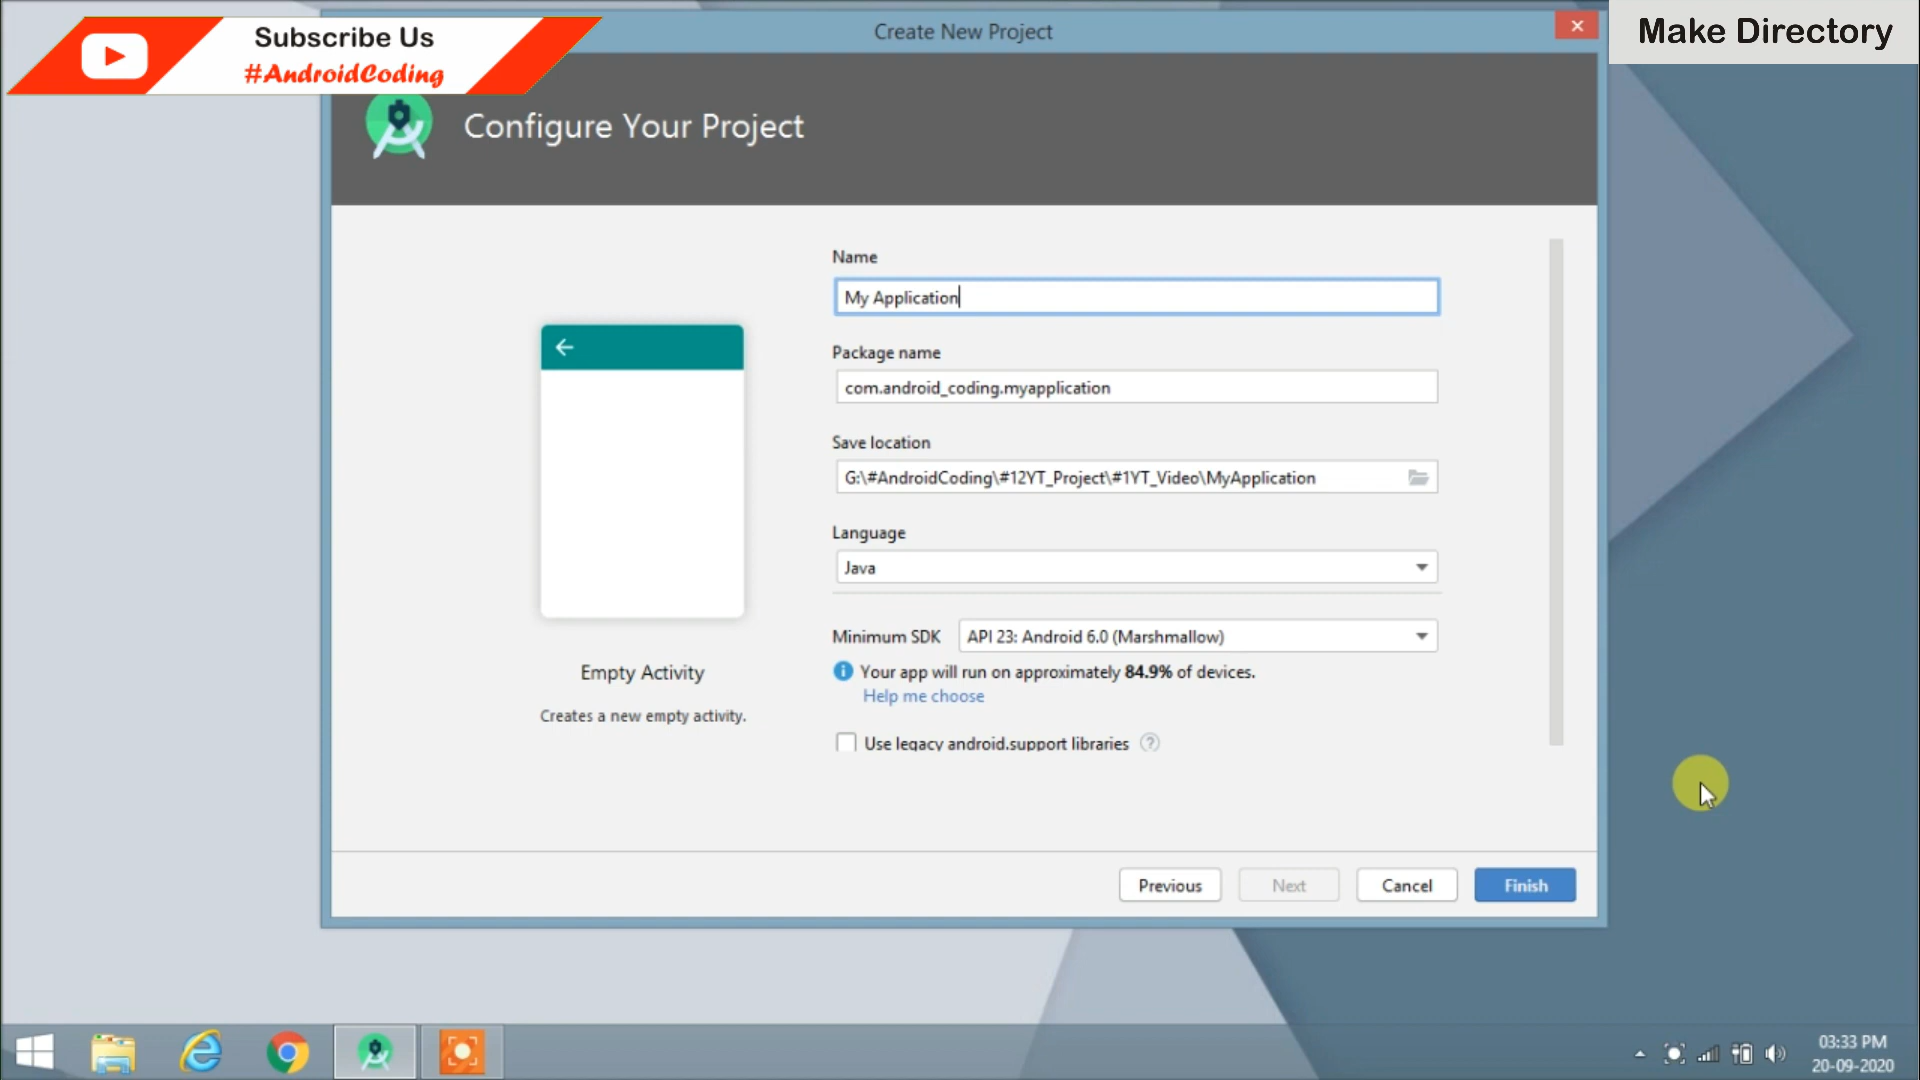 Subscribe Us
#AndroidCoding
Create New Project
Make Directory
Configure Your Project
Name
My Application
Package name
com.android_coding.myapplication
Save location
G:\#AndroidCoding\#12YT_Project\#1YT_Video\MyApplication
Language
Java
Minimum SDK API 23: Android 6.0 (Marshmallow)
Your app will run on approximately 84.9% of devices.
Help me choose
Use legacy android.support libraries ?
Empty Activity
Creates a new empty activity.
Previous Next Cancel Finish
03:33 PM
20-09-2020